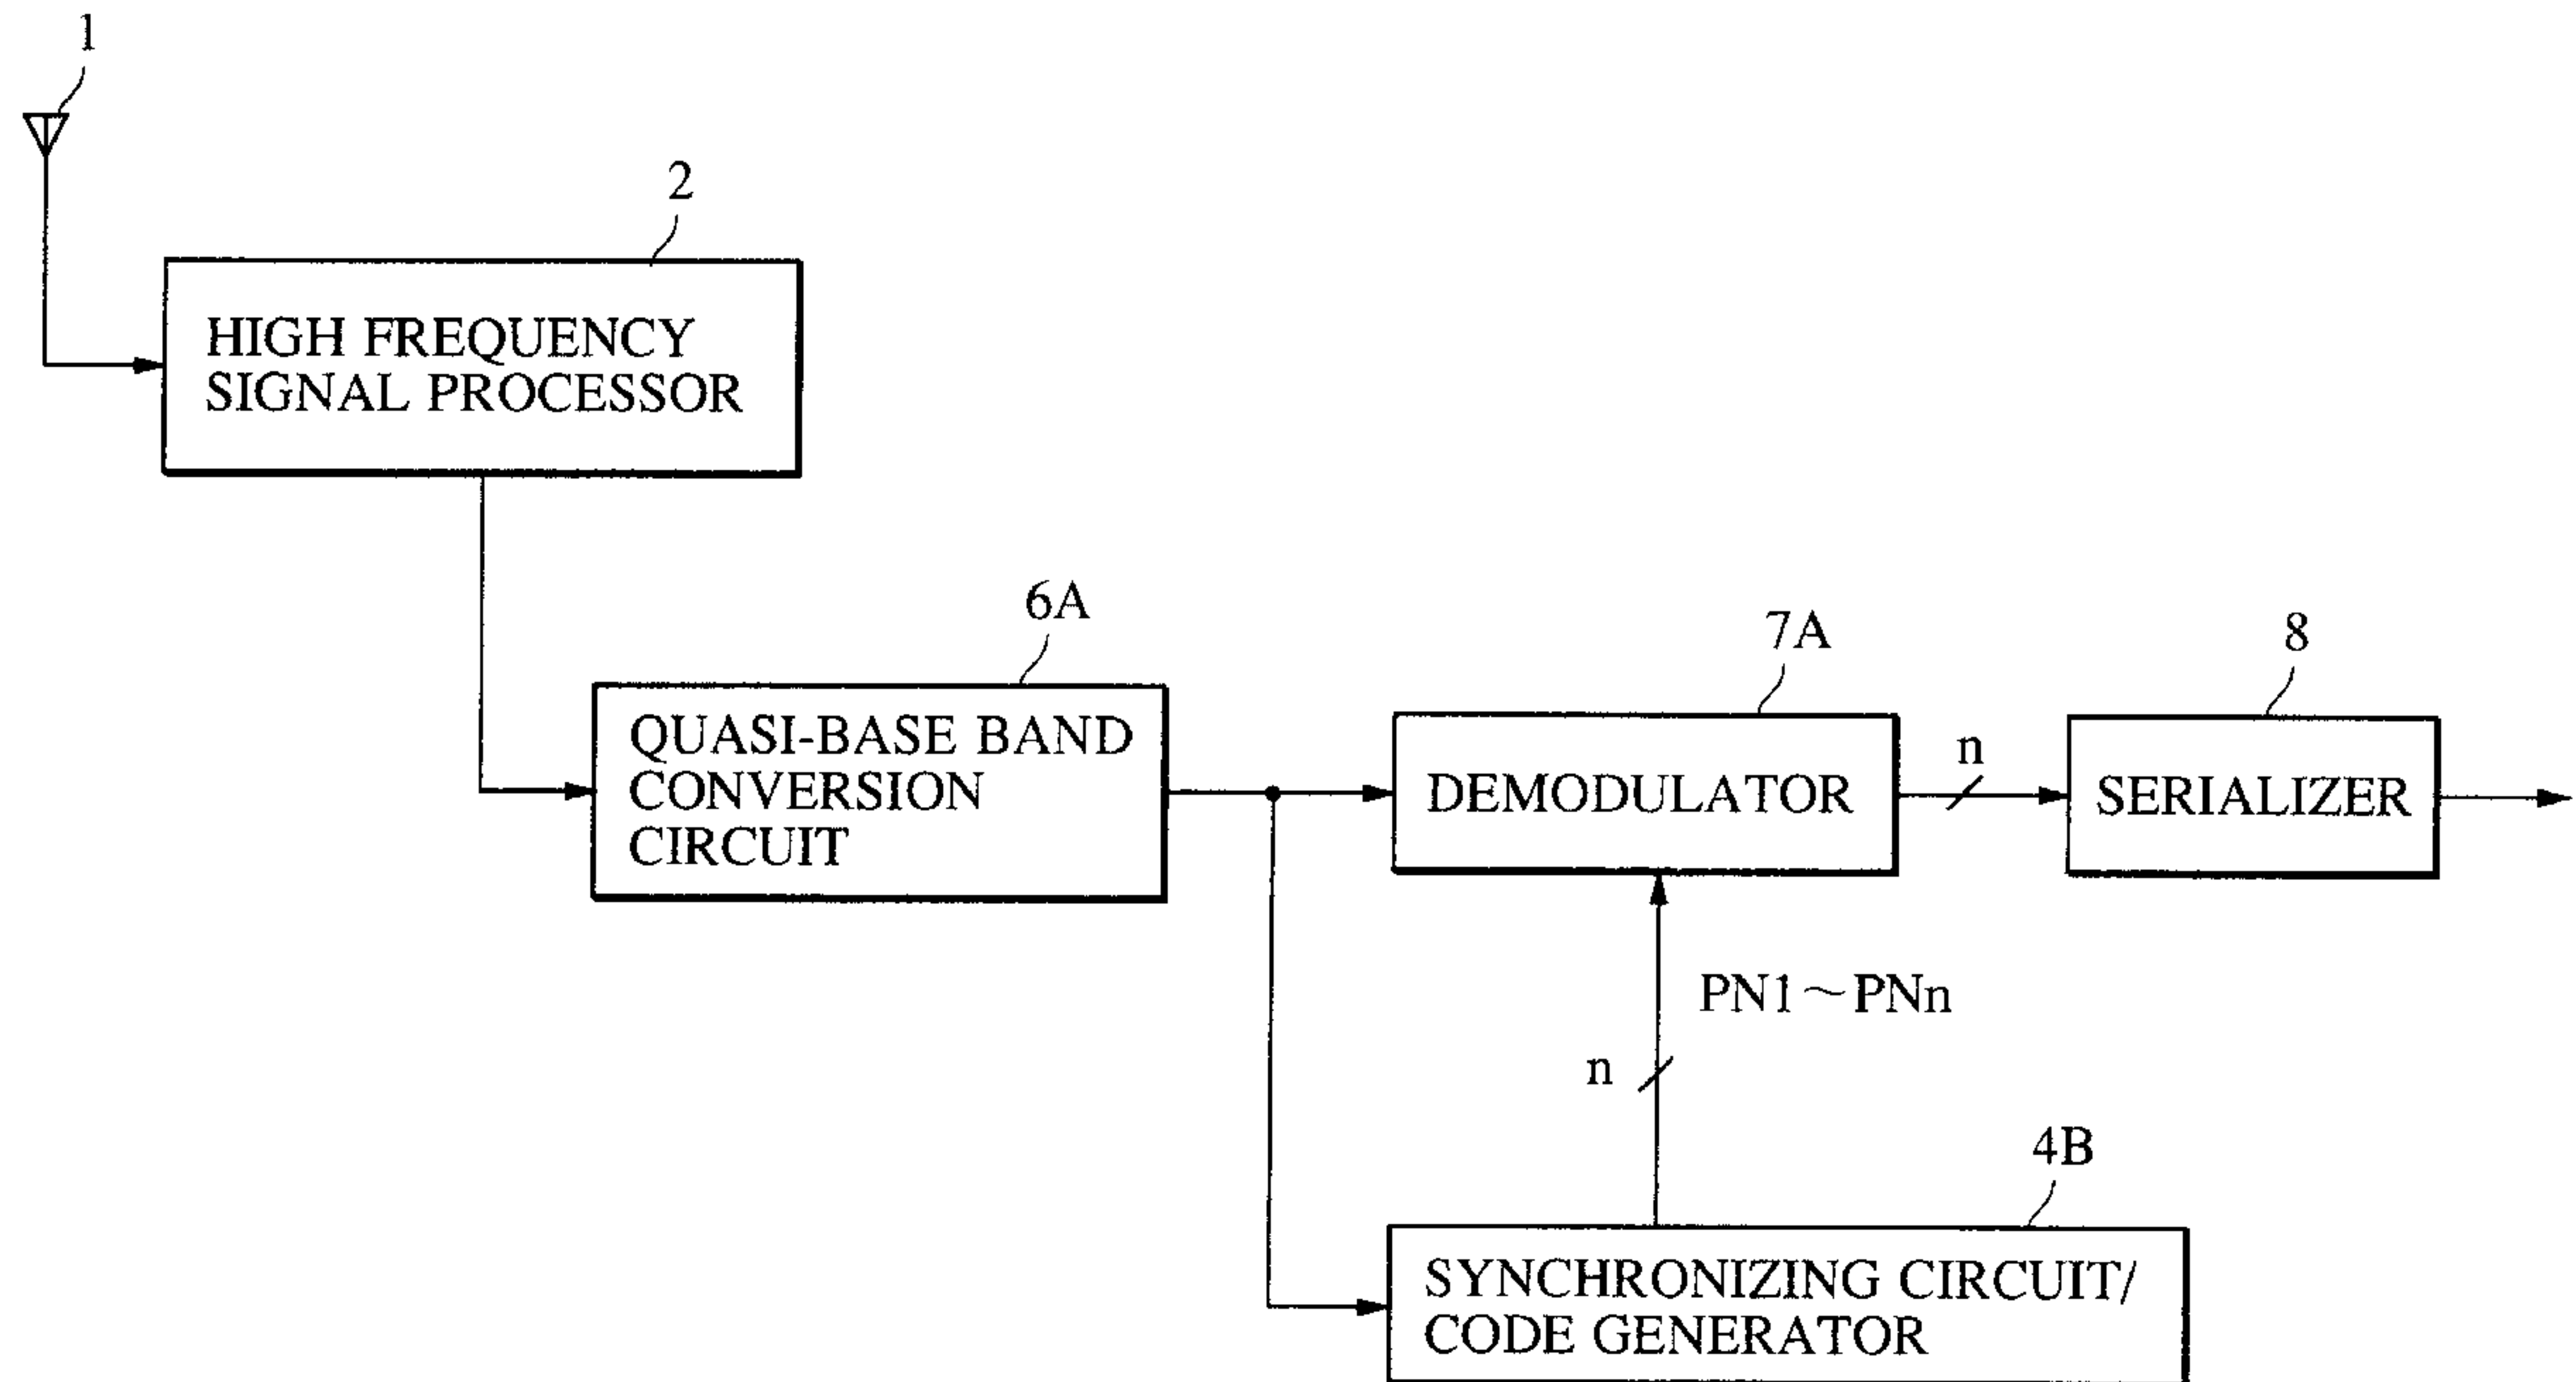 1
2
HIGH FREQUENCY
SIGNAL PROCESSOR
6A
QUASI-BASE BAND
CONVERSION
CIRCUIT
7A
DEMODULATOR
n
8
SERIALIZER
PN1～PNn
n
4B
SYNCHRONIZING CIRCUIT/
CODE GENERATOR